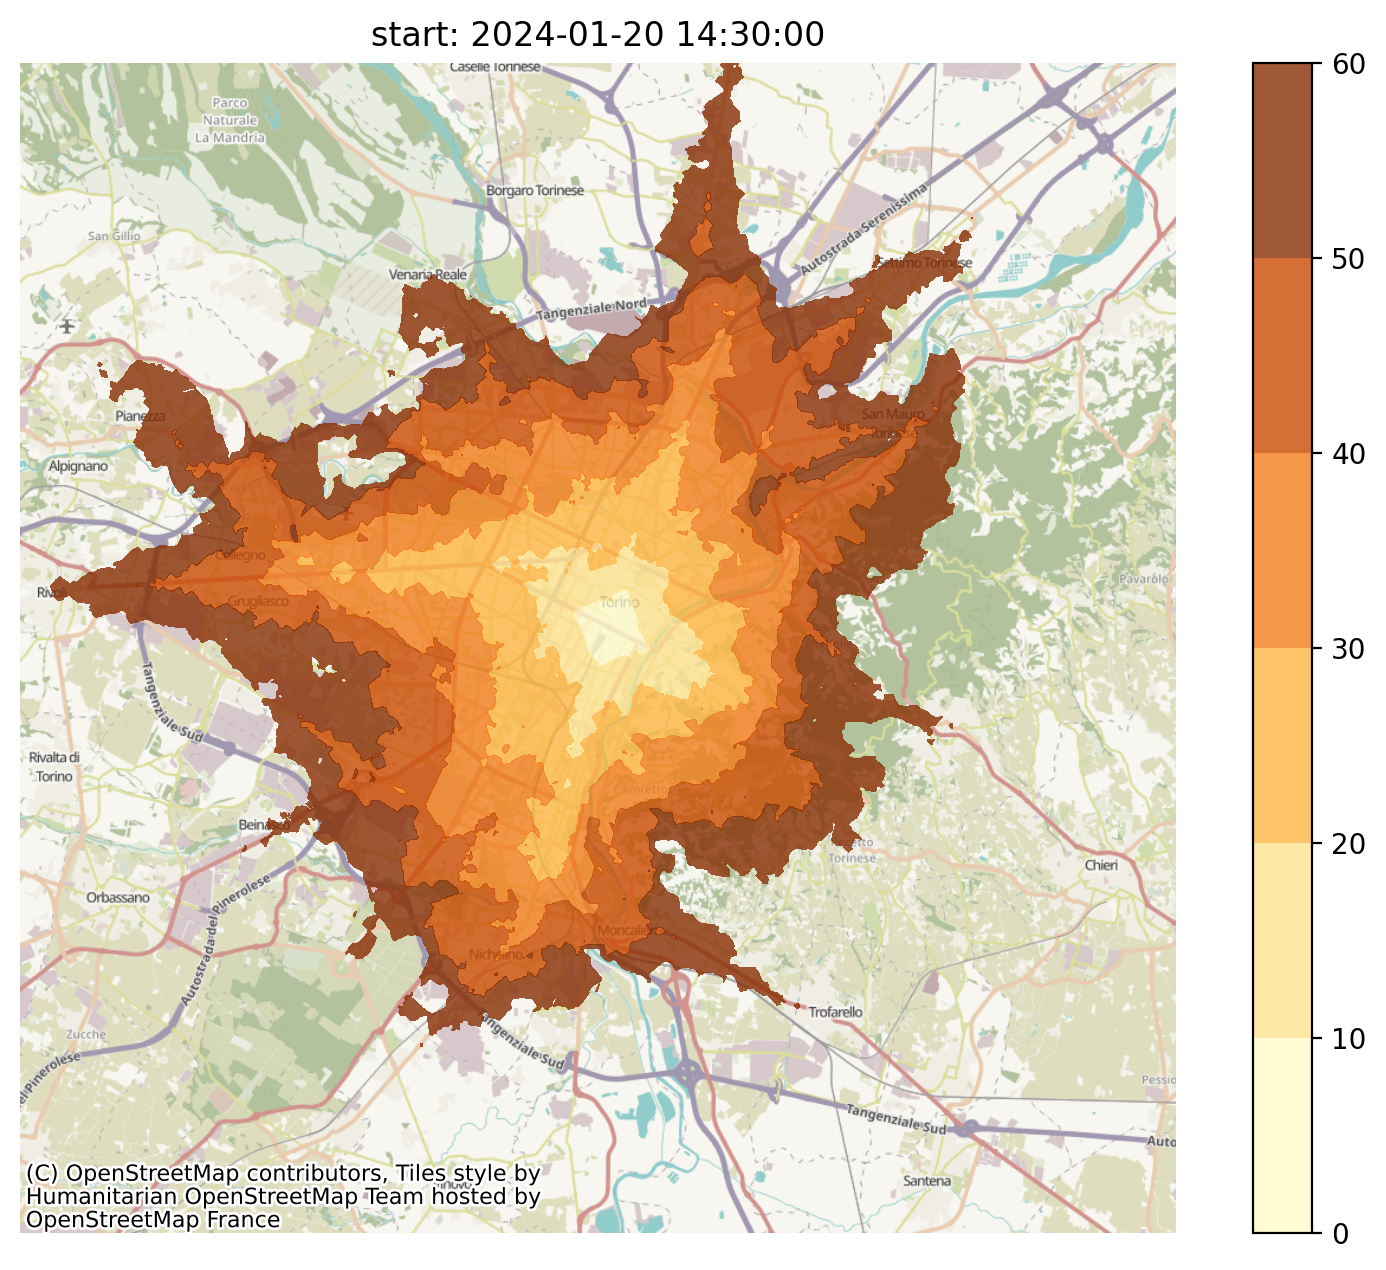 start: 2024-01-20 14:30:00
Caselle Torinese
Parco
Naturale
La Mandria
Borgaro Torinese
Autostrada Serenissima
San Gillio
Venaria Reale
Settimo Torinese
Tangenziale Nord
Pianezza
San Mauro
Torinese
Alpignano
Collegno
Pavarolo
Rivoli
Grugliasco
Torino
Tangenziale Sud
Rivalta di
Torino
Cavoretto
Beinasco
Torinese
Chieri
Orbassano
Autostrada del Pinerolese
Moncalieri
Nichelino
Trofarello
Zucche
Tangenziale Sud
del Pinerolese
Pessio
Tangenziale Sud
Auto
Santena
(C) OpenStreetMap contributors, Tiles style by
Humanitarian OpenStreetMap Team hosted by
OpenStreetMap France
60
50
40
30
20
10
0